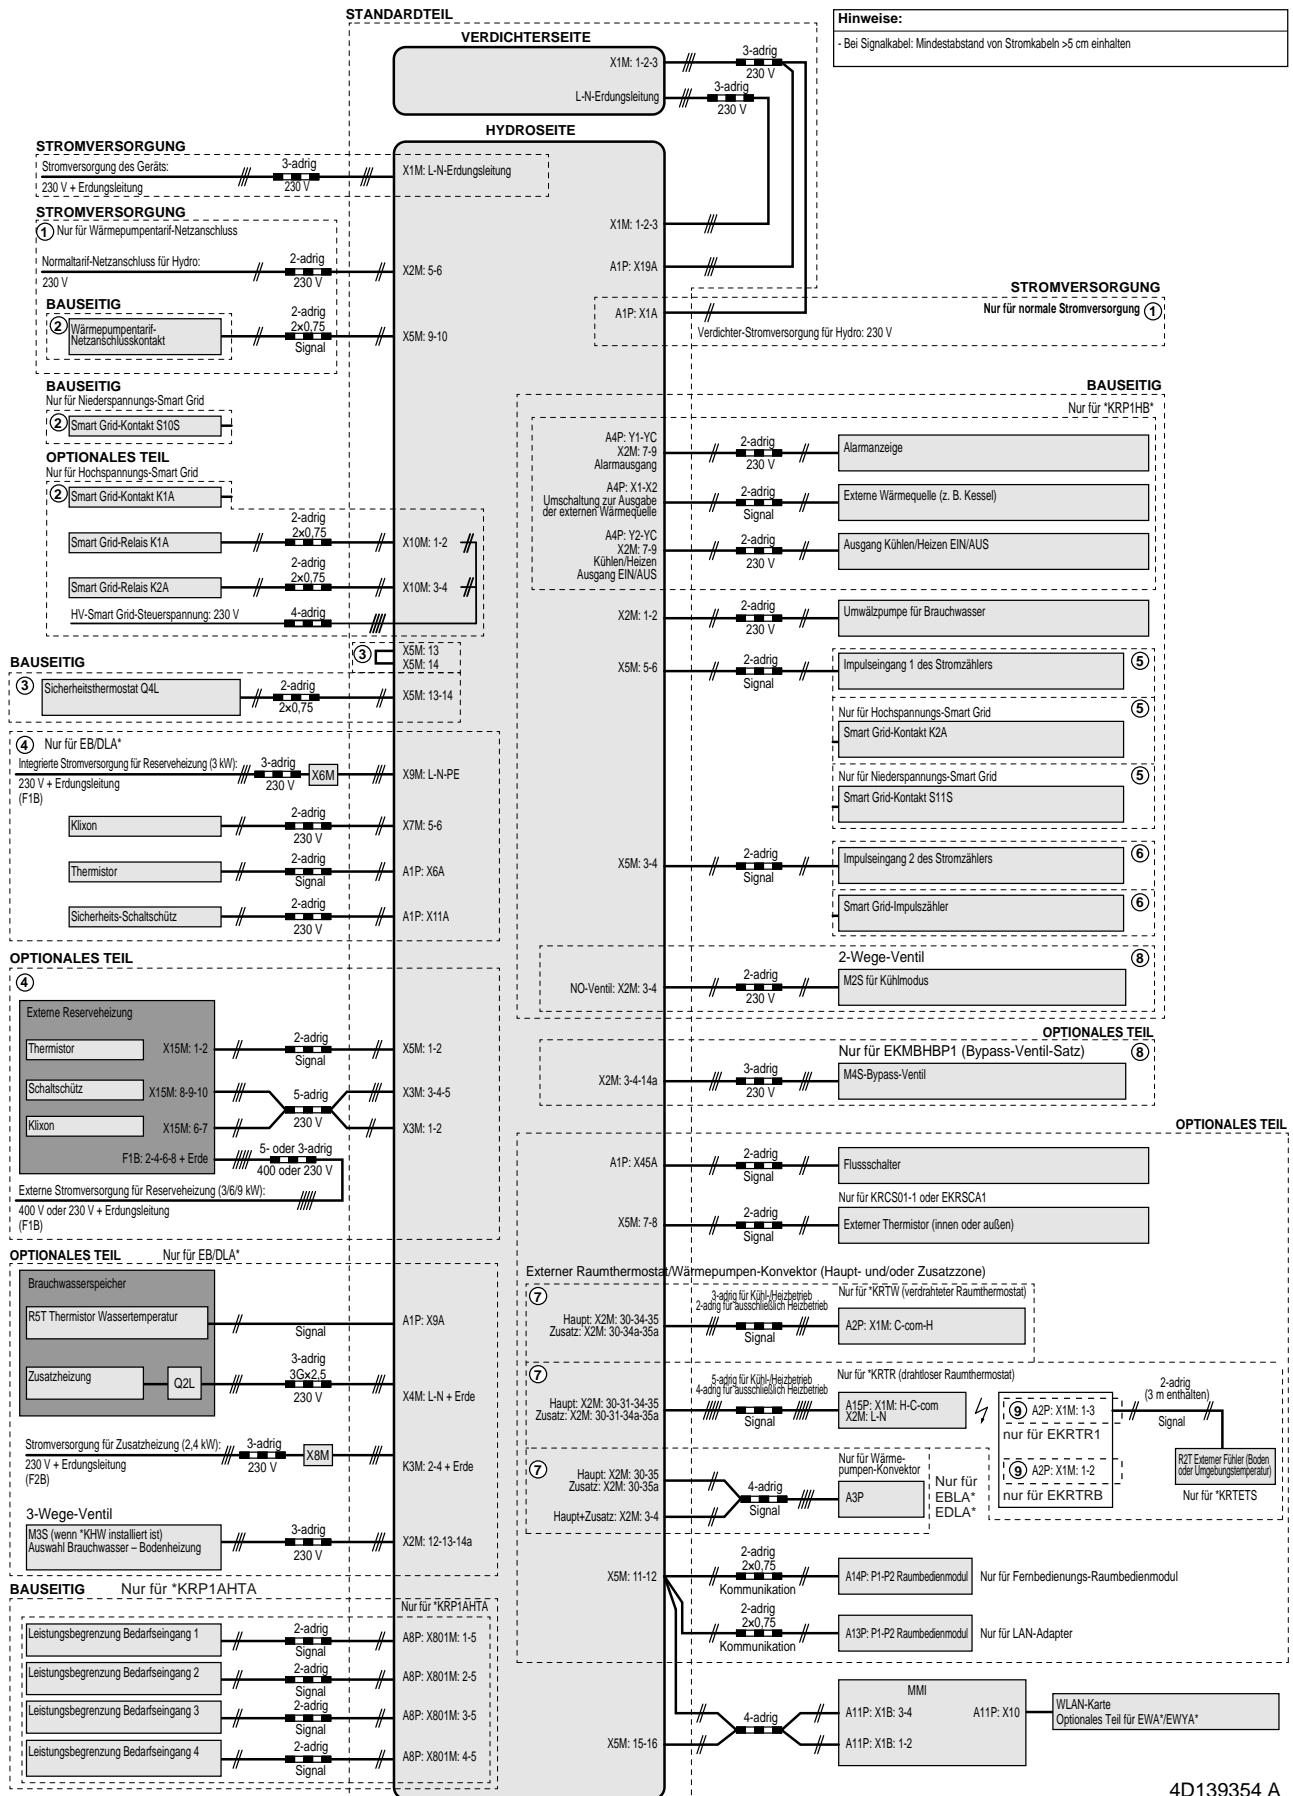 STANDARDTEIL
Hinweise:
- Bei Signalkabel: Mindestabstand von Stromkabeln >5 cm einhalten
VERDICHTERSEITE
X1M: 1-2-3
3-adrig
230 V
L-N-Erdungsleitung
3-adrig
230 V
HYDROSEITE
STROMVERSORGUNG
Stromversorgung des Geräts:
230 V + Erdungsleitung
3-adrig
230 V
X1M: L-N-Erdungsleitung
STROMVERSORGUNG
1 Nur für Wärmepumpentarif-Netzanschluss
Normaltarif-Netzanschluss für Hydro:
230 V
2-adrig
230 V
X2M: 5-6
BAUSEITIG
2 Wärmepumpentarif-
Netzanschlusskontakt
2-adrig
2×0,75
Signal
X5M: 9-10
BAUSEITIG
Nur für Niederspannungs-Smart Grid
2 Smart Grid-Kontakt S10S
OPTIONALES TEIL
Nur für Hochspannungs-Smart Grid
2 Smart Grid-Kontakt K1A
Smart Grid-Relais K1A
2-adrig
2×0,75
X10M: 1-2
Smart Grid-Relais K2A
2-adrig
2×0,75
X10M: 3-4
HV-Smart Grid-Steuerspannung: 230 V
4-adrig
3
X5M: 13
X5M: 14
BAUSEITIG
3 Sicherheitsthermostat Q4L
2-adrig
2×0,75
X5M: 13-14
4 Nur für EB/DLA*
Integrierte Stromversorgung für Reserveheizung (3 kW):
230 V + Erdungsleitung
(F1B)
3-adrig
230 V
X6M
X9M: L-N-PE
Klixon
2-adrig
230 V
X7M: 5-6
Thermistor
2-adrig
Signal
A1P: X6A
Sicherheits-Schaltschütz
2-adrig
230 V
A1P: X11A
OPTIONALES TEIL
4
Externe Reserveheizung
Thermistor
X15M: 1-2
2-adrig
Signal
X5M: 1-2
Schaltschütz
X15M: 8-9-10
5-adrig
230 V
X3M: 3-4-5
Klixon
X15M: 6-7
X3M: 1-2
F1B: 2-4-6-8 + Erde
5- oder 3-adrig
400 oder 230 V
Externe Stromversorgung für Reserveheizung (3/6/9 kW):
400 V oder 230 V + Erdungsleitung
(F1B)
OPTIONALES TEIL
Nur für EB/DLA*
Brauchwasserspeicher
R5T Thermistor Wassertemperatur
Signal
A1P: X9A
Zusatzheizung
Q2L
3-adrig
3G×2,5
230 V
X4M: L-N + Erde
Stromversorgung für Zusatzheizung (2,4 kW):
230 V + Erdungsleitung
(F2B)
3-adrig
230 V
X8M
K3M: 2-4 + Erde
3-Wege-Ventil
M3S (wenn *KHW installiert ist)
Auswahl Brauchwasser – Bodenheizung
3-adrig
230 V
X2M: 12-13-14a
BAUSEITIG
Nur für *KRP1AHTA
Nur für *KRP1AHTA
Leistungsbegrenzung Bedarfseingang 1
2-adrig
Signal
A8P: X801M: 1-5
Leistungsbegrenzung Bedarfseingang 2
2-adrig
Signal
A8P: X801M: 2-5
Leistungsbegrenzung Bedarfseingang 3
2-adrig
Signal
A8P: X801M: 3-5
Leistungsbegrenzung Bedarfseingang 4
2-adrig
Signal
A8P: X801M: 4-5
X1M: 1-2-3
A1P: X19A
STROMVERSORGUNG
A1P: X1A
Nur für normale Stromversorgung 1
Verdichter-Stromversorgung für Hydro: 230 V
BAUSEITIG
Nur für *KRP1HB*
A4P: Y1-YC
X2M: 7-9
Alarmausgang
2-adrig
230 V
Alarmanzeige
A4P: X1-X2
Umschaltung zur Ausgabe
der externen Wärmequelle
2-adrig
Signal
Externe Wärmequelle (z. B. Kessel)
A4P: Y2-YC
X2M: 7-9
Kühlen/Heizen
Ausgang EIN/AUS
2-adrig
230 V
Ausgang Kühlen/Heizen EIN/AUS
X2M: 1-2
2-adrig
230 V
Umwälzpumpe für Brauchwasser
X5M: 5-6
2-adrig
Signal
Impulseingang 1 des Stromzählers
5
Nur für Hochspannungs-Smart Grid
5
Smart Grid-Kontakt K2A
Nur für Niederspannungs-Smart Grid
5
Smart Grid-Kontakt S11S
X5M: 3-4
2-adrig
Signal
Impulseingang 2 des Stromzählers
6
Smart Grid-Impulszähler
6
2-Wege-Ventil
8
NO-Ventil: X2M: 3-4
2-adrig
230 V
M2S für Kühlmodus
OPTIONALES TEIL
Nur für EKMBHBP1 (Bypass-Ventil-Satz)
8
X2M: 3-4-14a
3-adrig
230 V
M4S-Bypass-Ventil
OPTIONALES TEIL
A1P: X45A
2-adrig
Signal
Flussschalter
Nur für KRCS01-1 oder EKRSCA1
X5M: 7-8
2-adrig
Signal
Externer Thermistor (innen oder außen)
Externer Raumthermostat/Wärmepumpen-Konvektor (Haupt- und/oder Zusatzzone)
7
Haupt: X2M: 30-34-35
Zusatz: X2M: 30-34a-35a
3-adrig für Kühl-/Heizbetrieb
2-adrig für ausschließlich Heizbetrieb
Signal
Nur für *KRTW (verdrahteter Raumthermostat)
A2P: X1M: C-com-H
7
Haupt: X2M: 30-31-34-35
Zusatz: X2M: 30-31-34a-35a
5-adrig für Kühl-/Heizbetrieb
4-adrig für ausschließlich Heizbetrieb
Signal
Nur für *KRTR (drahtloser Raumthermostat)
A15P: X1M: H-C-com
X2M: L-N
9 A2P: X1M: 1-3
nur für EKRTR1
9 A2P: X1M: 1-2
nur für EKRTRB
2-adrig
(3 m enthalten)
Signal
R2T Externer Fühler (Boden
oder Umgebungstemperatur)
Nur für *KRTETS
7
Haupt: X2M: 30-35
Zusatz: X2M: 30-35a
Haupt+Zusatz: X2M: 3-4
4-adrig
Signal
Nur für Wärme-
pumpen-Konvektor
A3P
Nur für
EBLA*
EDLA*
X5M: 11-12
2-adrig
2×0,75
Kommunikation
A14P: P1-P2 Raumbedienmodul
Nur für Fernbedienungs-Raumbedienmodul
2-adrig
2×0,75
Kommunikation
A13P: P1-P2 Raumbedienmodul
Nur für LAN-Adapter
X5M: 15-16
4-adrig
MMI
A11P: X1B: 3-4
A11P: X1B: 1-2
A11P: X10
WLAN-Karte
Optionales Teil für EWA*/EWYA*
4D139354 A